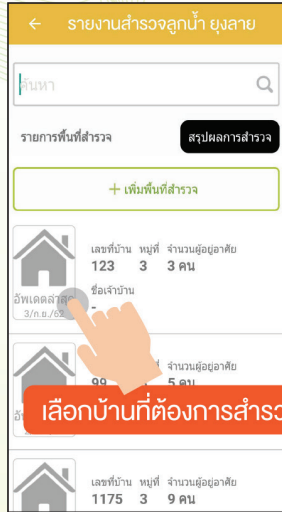 ← รายงานสำรวจลูกน้ำ ยุงลาย
ค้นหา
รายการพื้นที่สำรวจ สรุปผลการสำรวจ
+ เพิ่มพื้นที่สำรวจ
เลขที่บ้าน หมู่ที่ จำนวนผู้อยู่อาศัย
123 3 3 คน
ชื่อเจ้าบ้าน
-
อัพเดตล่าสุด
3/ก.ย./62
จำนวนผู้อยู่อาศัย
99 5 คน
เลือกบ้านที่ต้องการสำรว
เลขที่บ้าน หมู่ที่ จำนวนผู้อยู่อาศัย
1175 3 9 คน